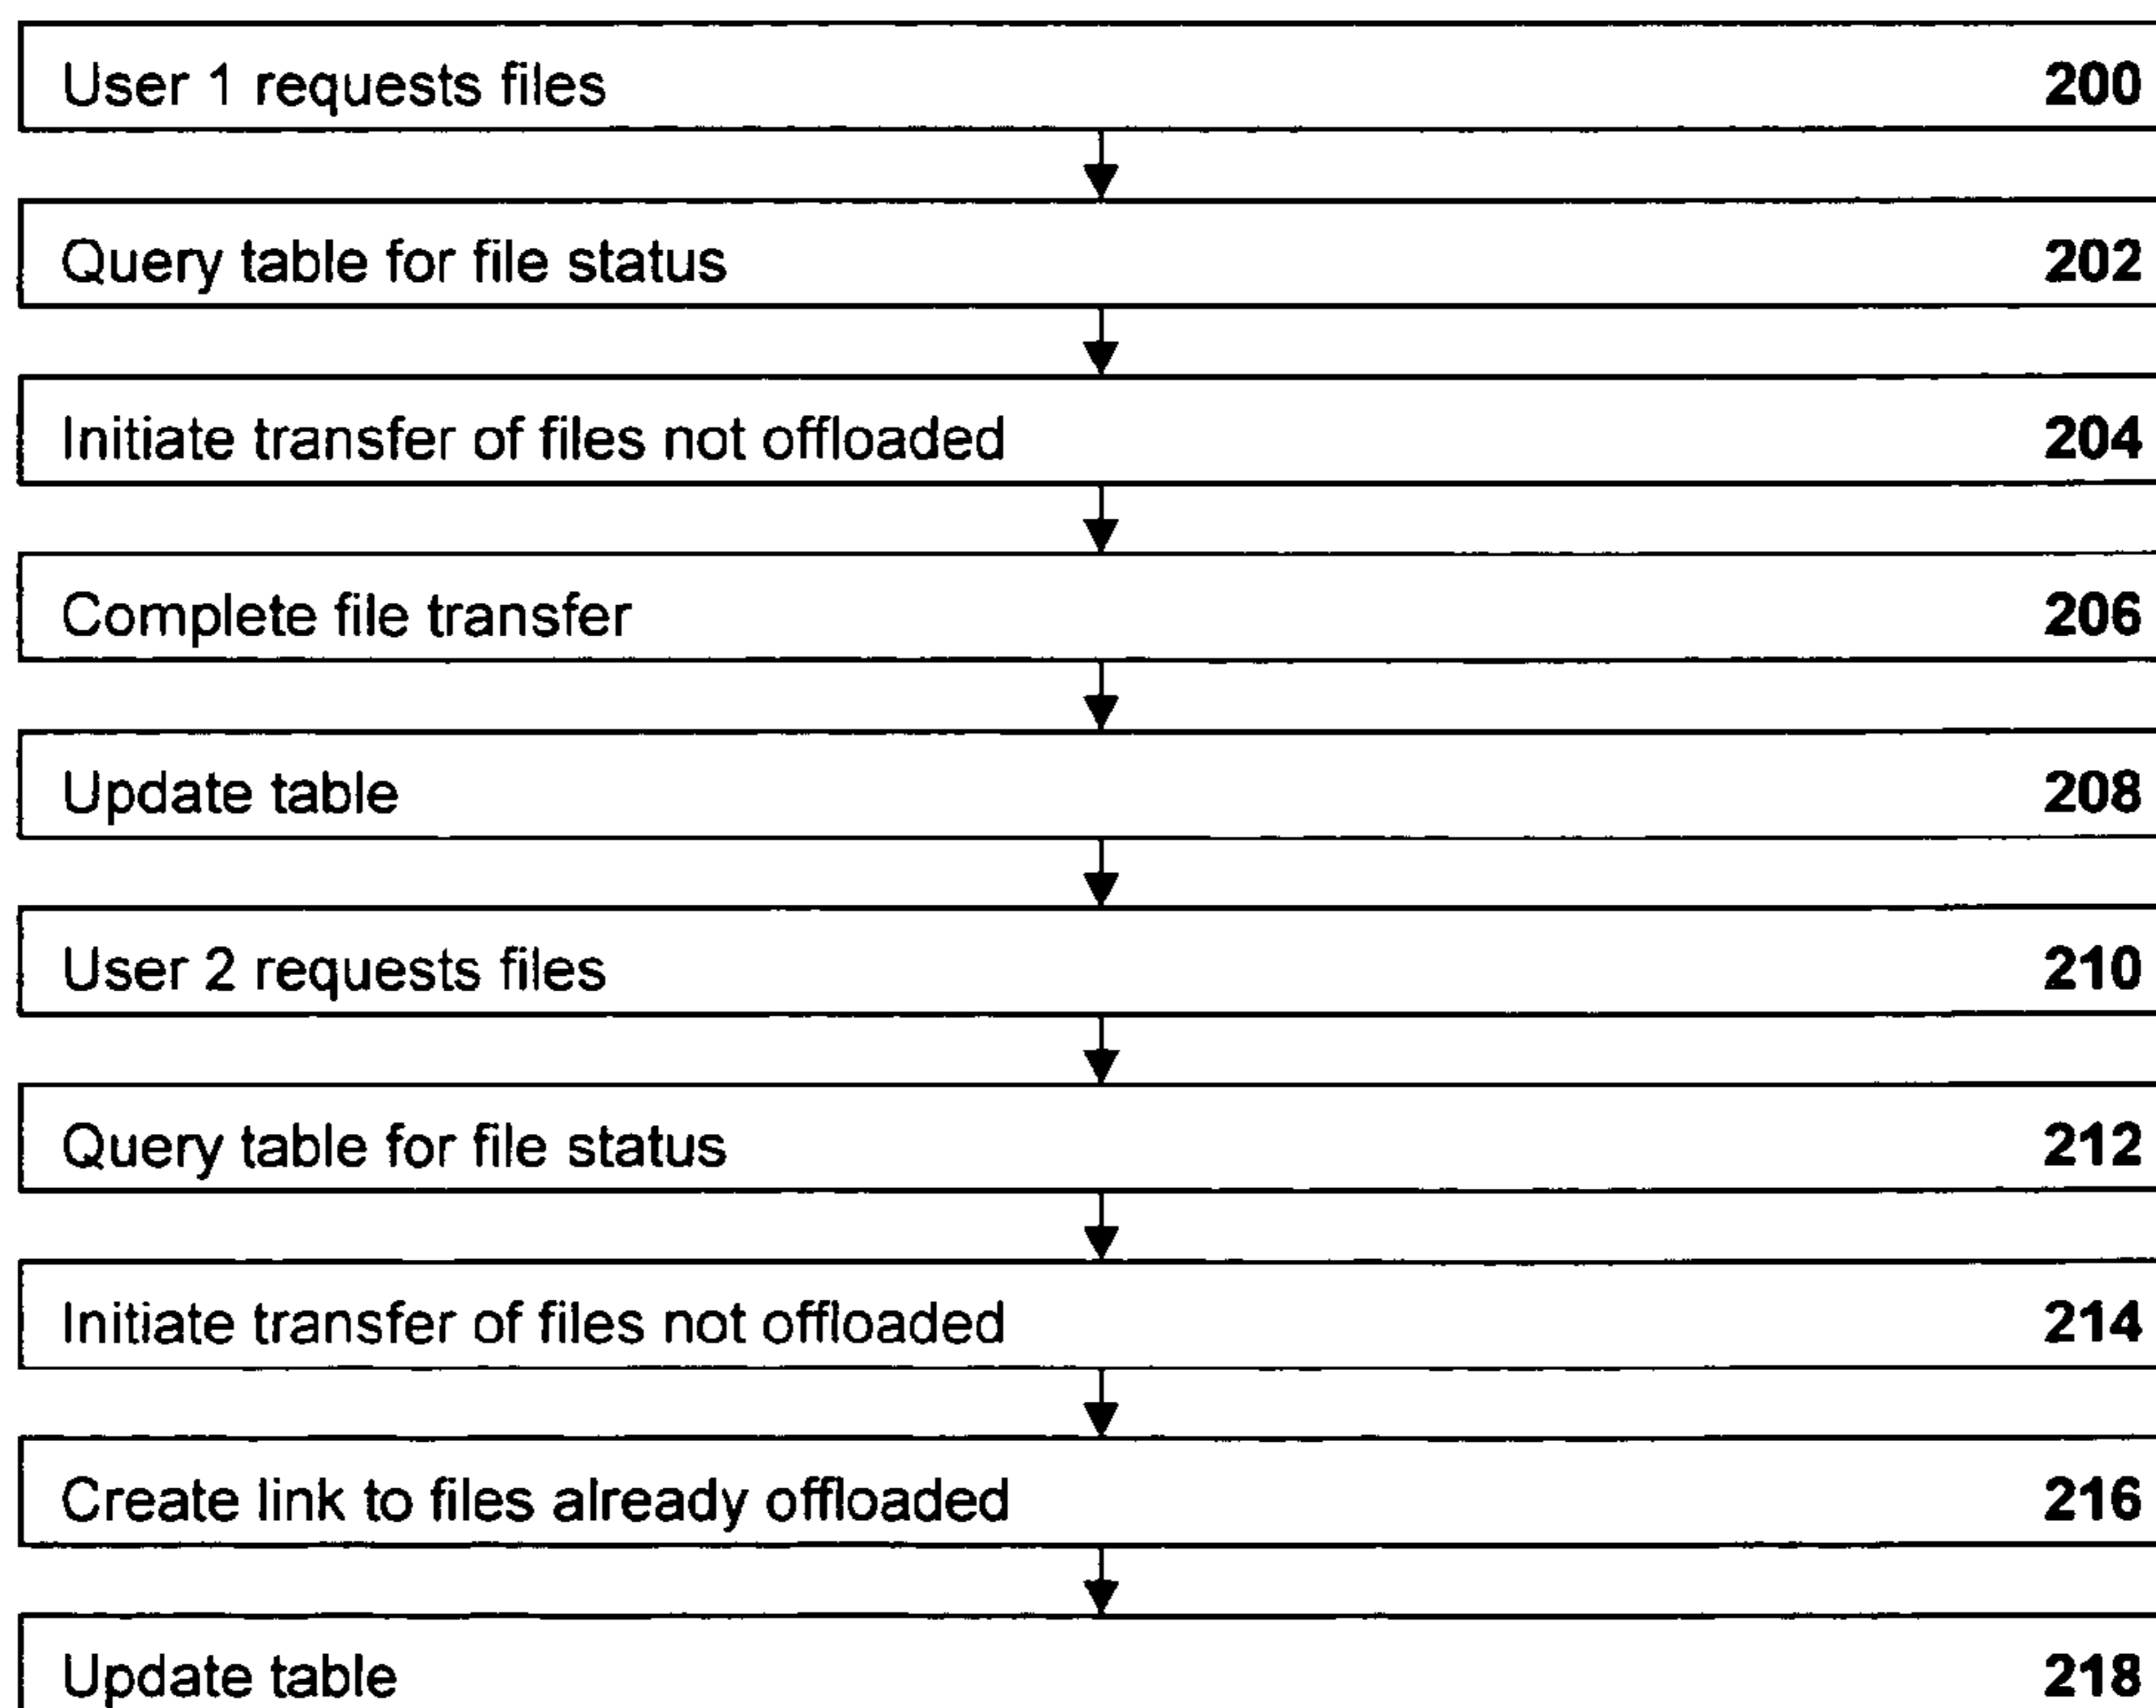 User 1 requests files 200
Query table for file status 202
Initiate transfer of files not offloaded 204
Complete file transfer 206
Update table 208
User 2 requests files 210
Query table for file status 212
Initiate transfer of files not offloaded 214
Create link to files already offloaded 216
Update table 218